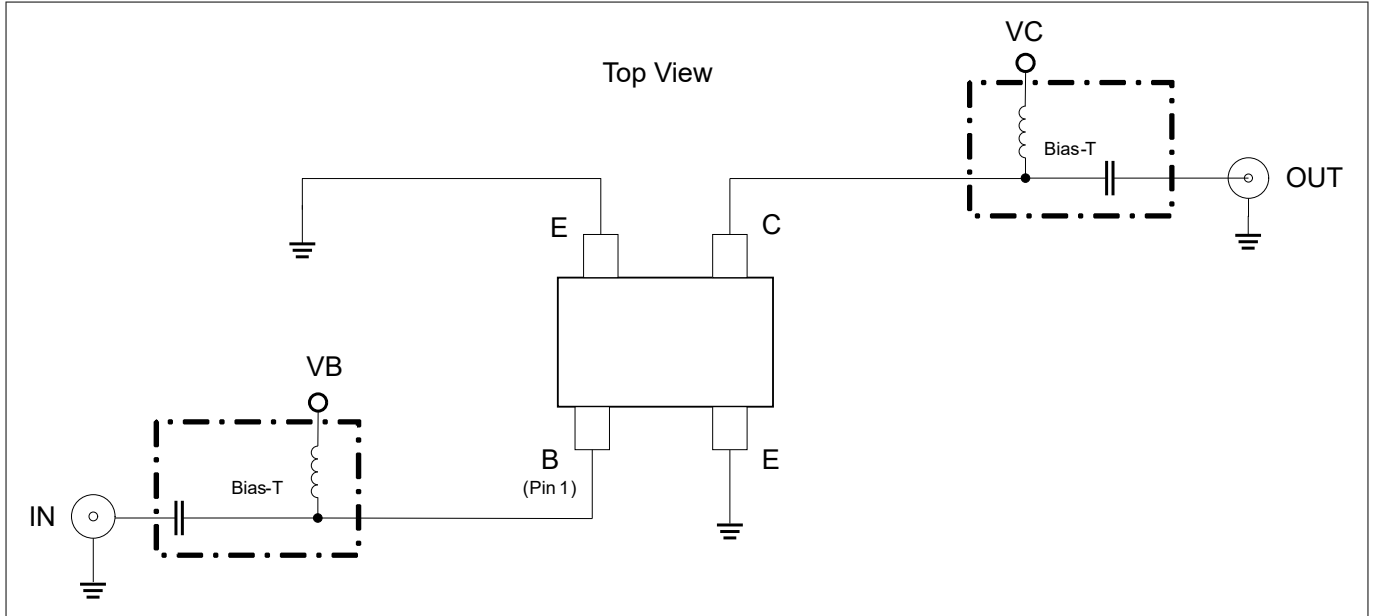 VC
Top View
Bias-T
OUT
E
C
VB
B
(Pin 1)
E
Bias-T
IN